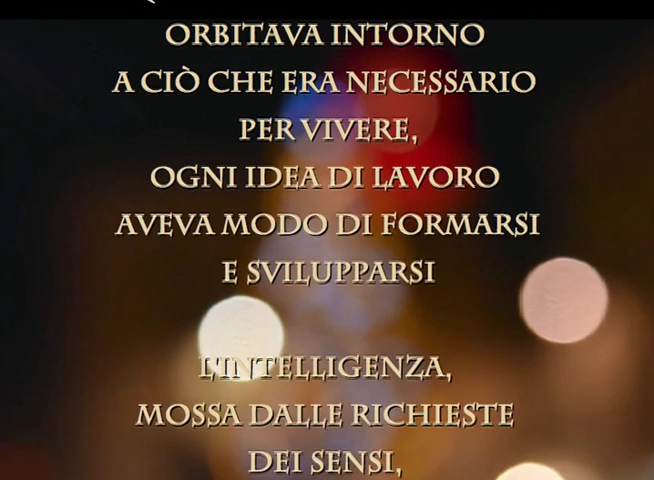 ORBITAVA INTORNO
A CIÒ CHE ERA NECESSARIO
PER VIVERE,
OGNI IDEA DI LAVORO
AVEVA MODO DI FORMARSI
E SVILUPPARSI
L'INTELLIGENZA,
MOSSA DALLE RICHIESTE
DEI SENSI,